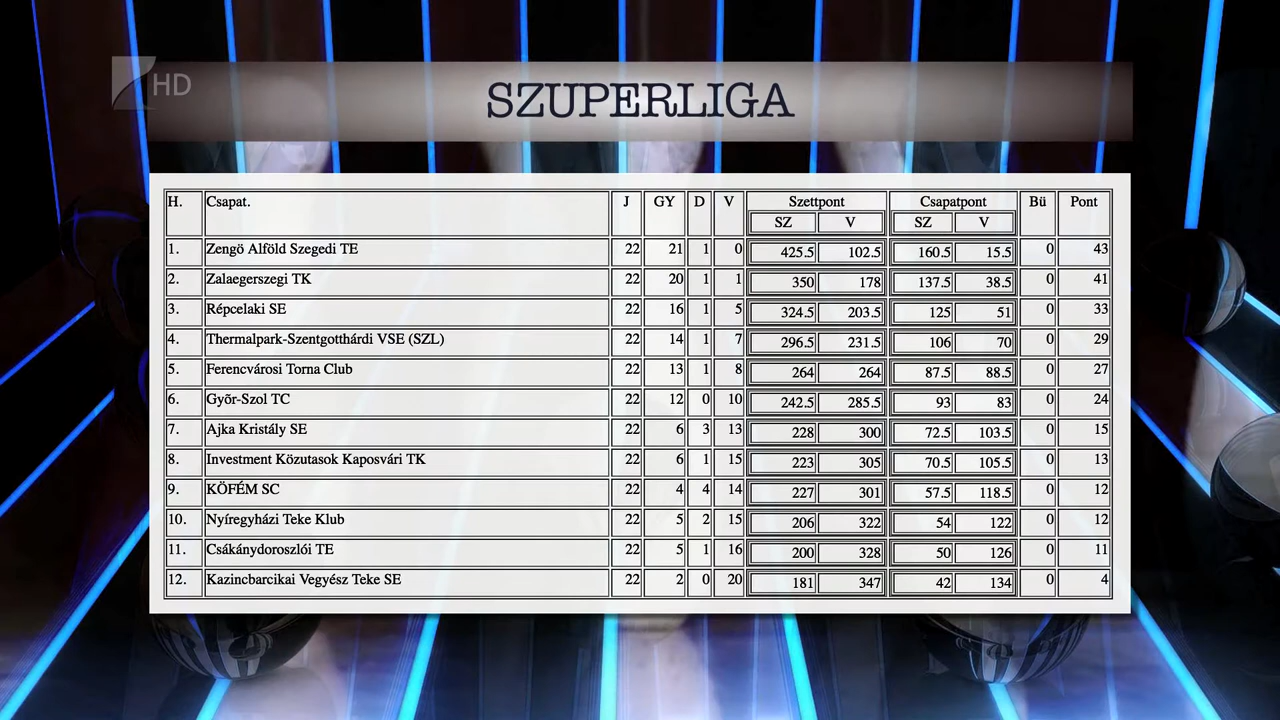 HD
SZUPERLIGA
H. Csapat. J GY D V Szettpont Csapatpont Bü Pont
SZ V SZ V
1. Zengö Alföld Szegedi TE 22 21 1 0 425.5 102.5 160.5 15.5 0 43
2. Zalaegerszegi TK 22 20 1 1 350 178 137.5 38.5 0 41
3. Répcelaki SE 22 16 1 5 324.5 203.5 125 51 0 33
4. Thermalpark-Szentgotthárdi VSE (SZL) 22 14 1 7 296.5 231.5 106 70 0 29
5. Ferencvárosi Torna Club 22 13 1 8 264 264 87.5 88.5 0 27
6. Gyõr-Szol TC 22 12 0 10 242.5 285.5 93 83 0 24
7. Ajka Kristály SE 22 6 3 13 228 300 72.5 103.5 0 15
8. Investment Közutasok Kaposvári TK 22 6 1 15 223 305 70.5 105.5 0 13
9. KÖFÉM SC 22 4 4 14 227 301 57.5 118.5 0 12
10. Nyíregyházi Teke Klub 22 5 2 15 206 322 54 122 0 12
11. Csákánydoroszlói TE 22 5 1 16 200 328 50 126 0 11
12. Kazincbarcikai Vegyész Teke SE 22 2 0 20 181 347 42 134 0 4